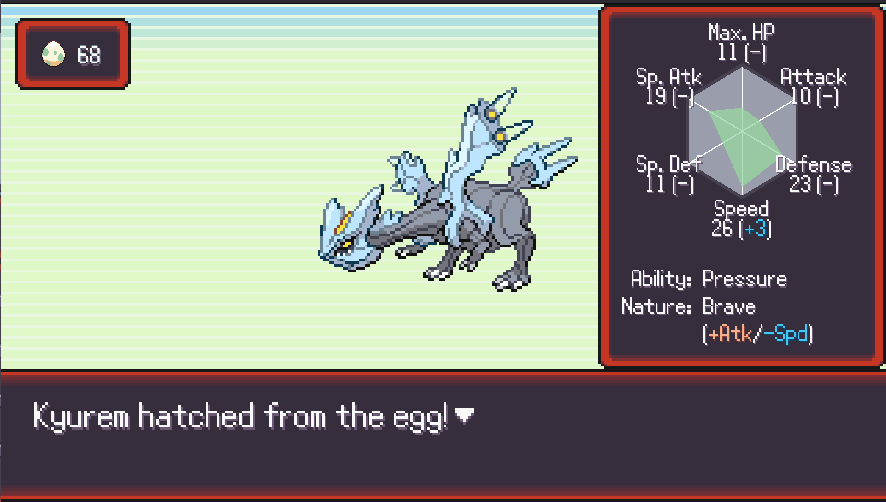 68
Max. HP
11 (-)
Sp. Atk
19 (-)
Attack
10 (-)
Sp. Def
11 (-)
Defense
23 (-)
Speed
26 (+3)
Ability: Pressure
Nature: Brave
(+Atk/-Spd)
Kyurem hatched from the egg!